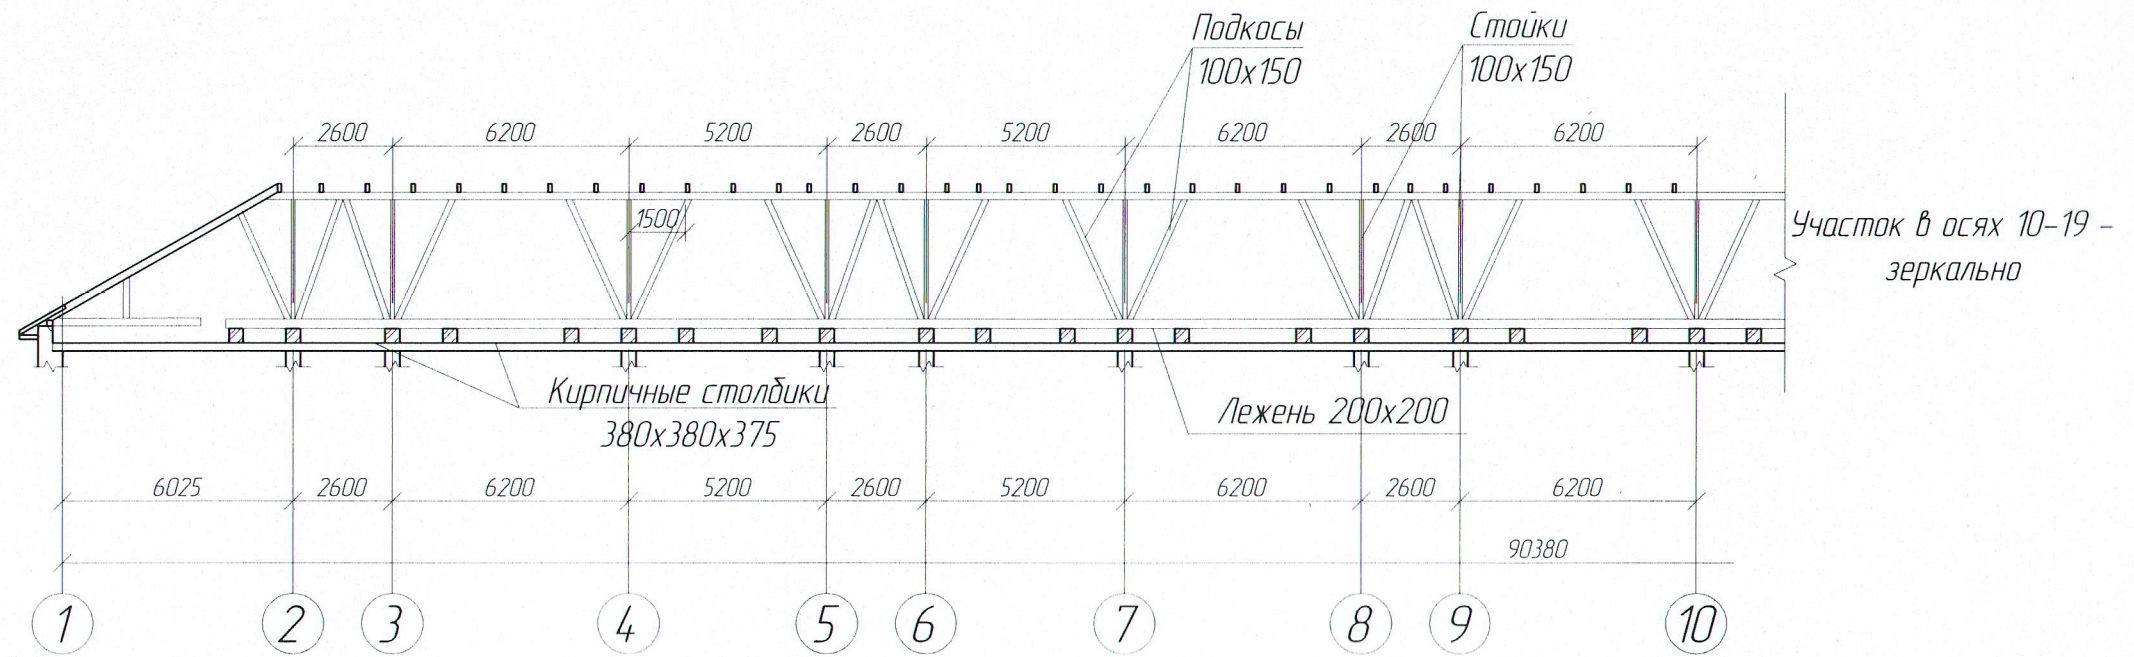 Подкосы
100х150
Стойки
100х150
2600 6200 5200 2600 5200 6200 2600 6200
1500
Участок в осях 10-19 -
зеркально
Кирпичные столбики
380х380х375
Лежень 200х200
6025 2600 6200 5200 2600 5200 6200 2600 6200
90380
1 2 3 4 5 6 7 8 9 10